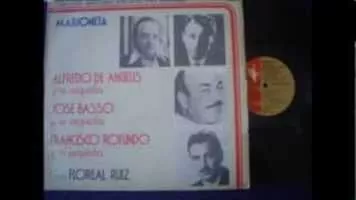 MARIONETA
ALFREDO DE ANGELIS
y su orquesta
JOSE BASSO
y su orquesta
FRANCISCO ROTUNDO
y su orquesta
FLOREAL RUIZ